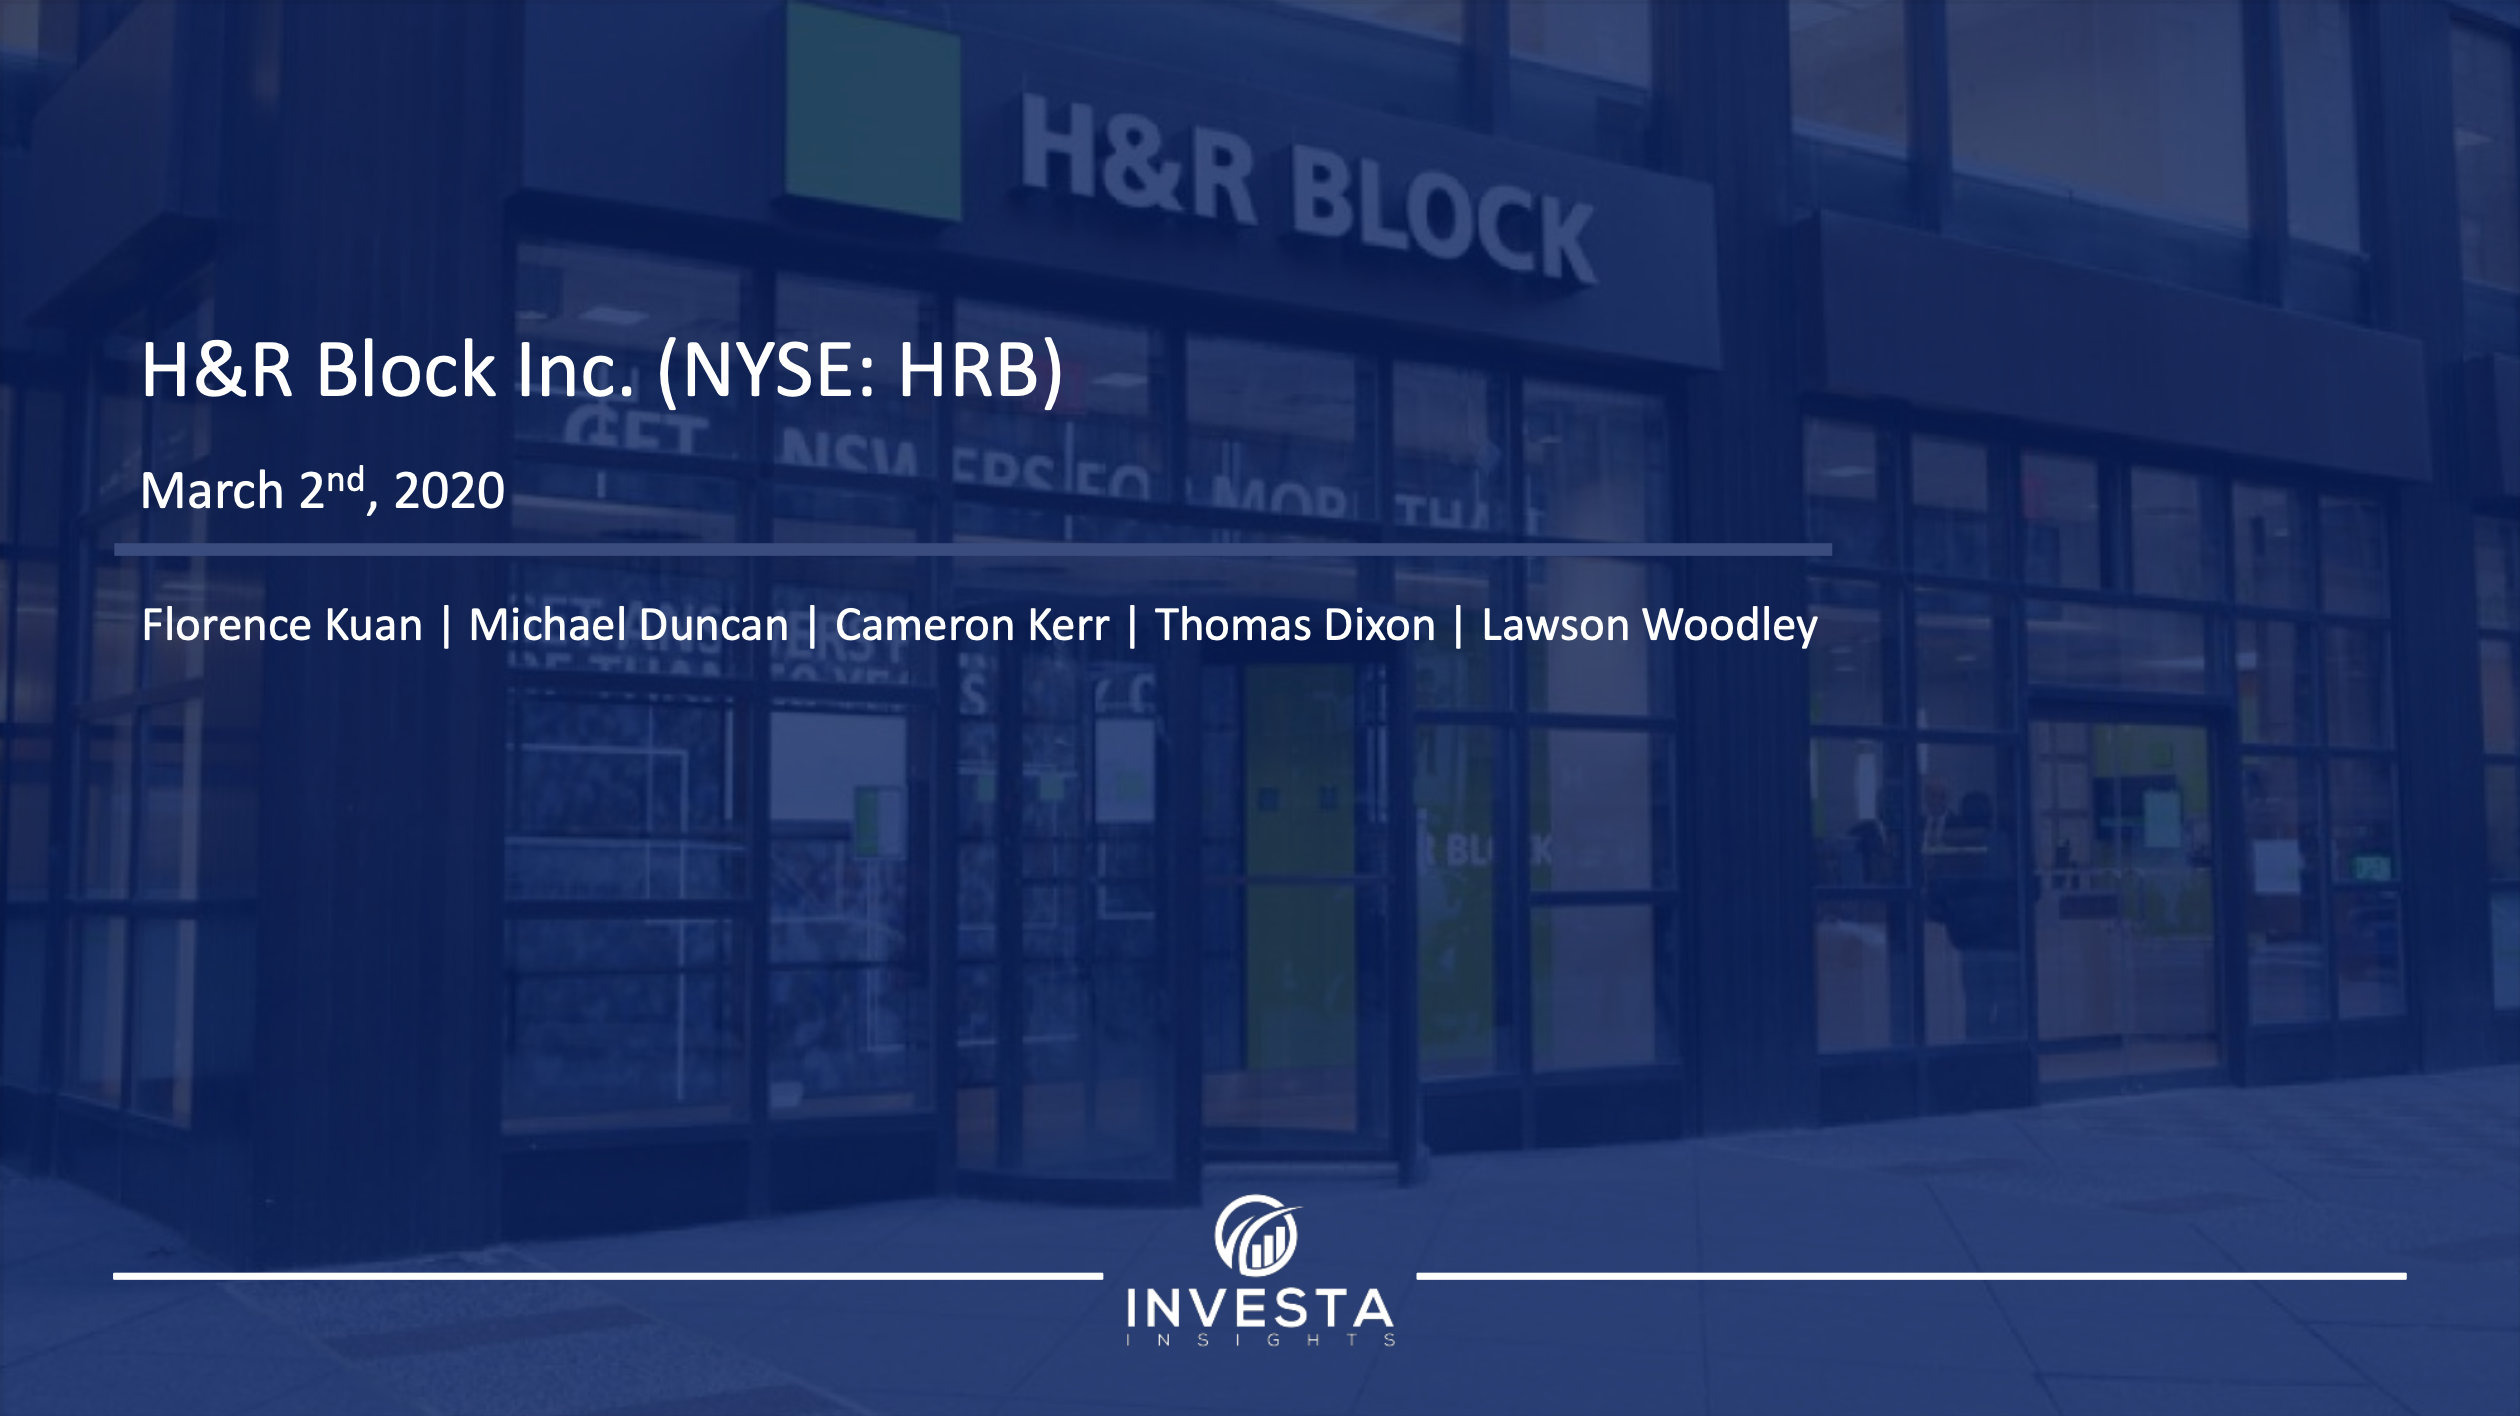 H&R BLOCK
H&R Block Inc. (NYSE: HRB)
March 2nd, 2020
Florence Kuan | Michael Duncan | Cameron Kerr | Thomas Dixon | Lawson Woodley
OPEN
INVESTA
INSIGHTS